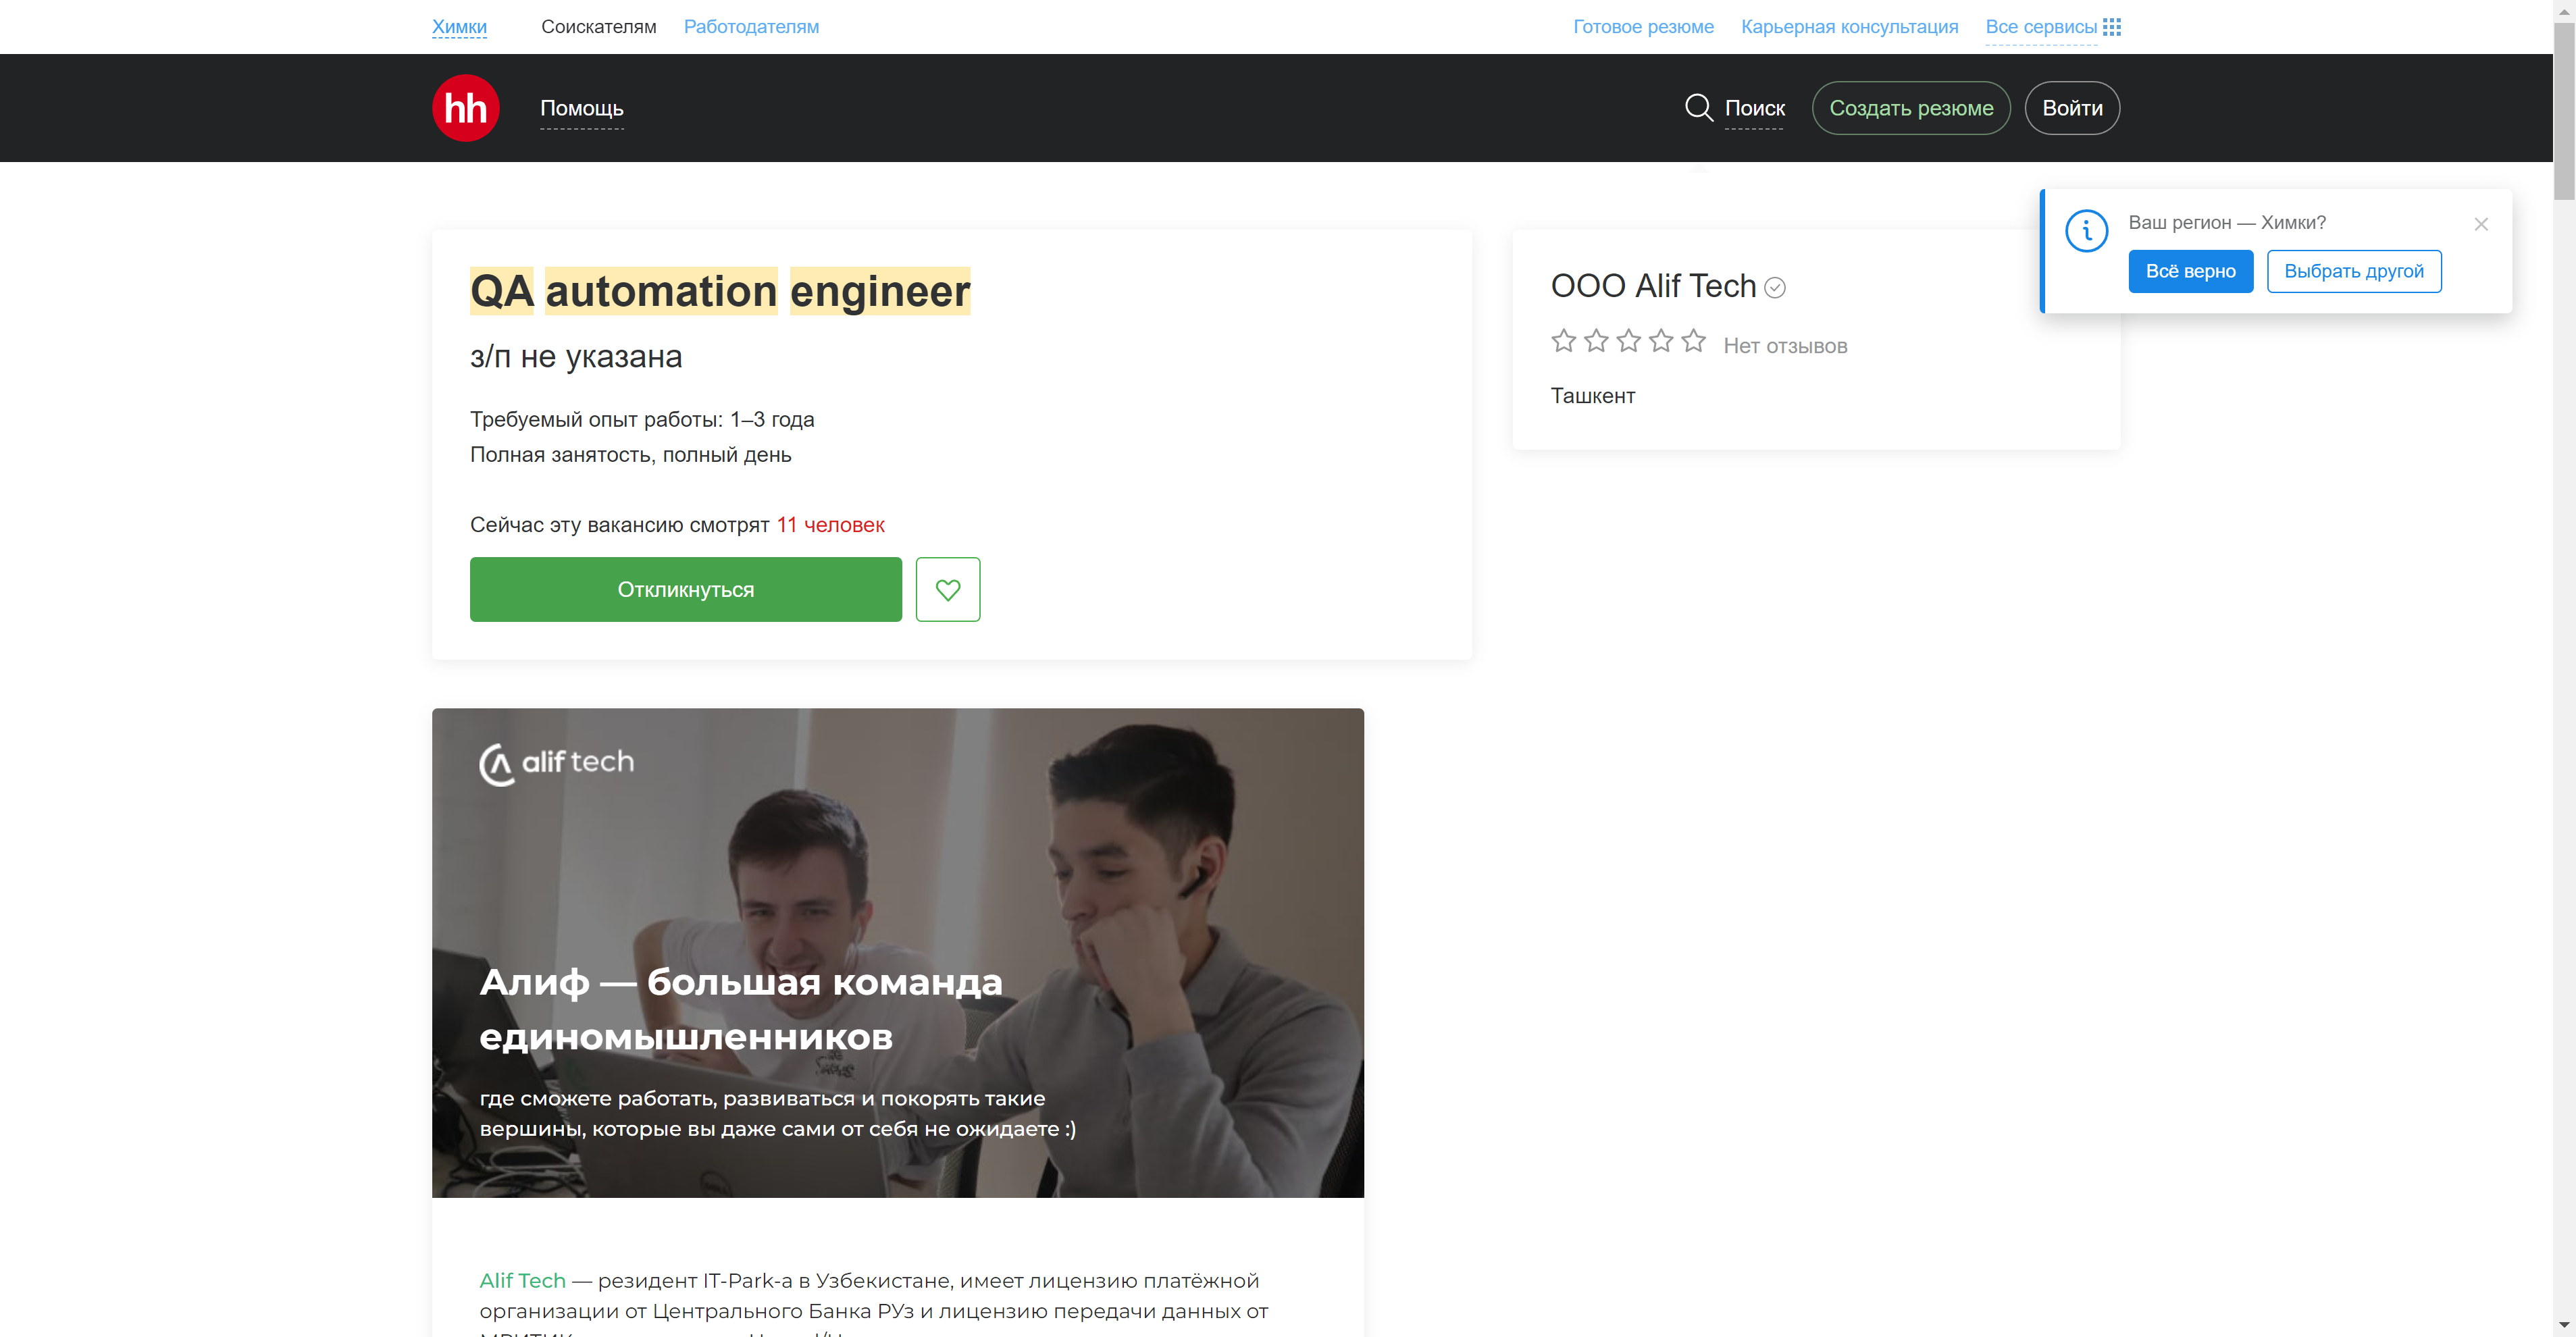 Химки Соискателям Работодателям Готовое резюме Карьерная консультация Все сервисы
hh Помощь Поиск Создать резюме Войти
Ваш регион — Химки?
Всё верно Выбрать другой
QA automation engineer
з/п не указана
Требуемый опыт работы: 1–3 года
Полная занятость, полный день
Сейчас эту вакансию смотрят 11 человек
Откликнуться
ООО Alif Tech
Нет отзывов
Ташкент
alif tech
Алиф — большая команда
единомышленников
где сможете работать, развиваться и покорять такие
вершины, которые вы даже сами от себя не ожидаете :)
Alif Tech — резидент IT-Park-а в Узбекистане, имеет лицензию платёжной
организации от Центрального Банка РУз и лицензию передачи данных от